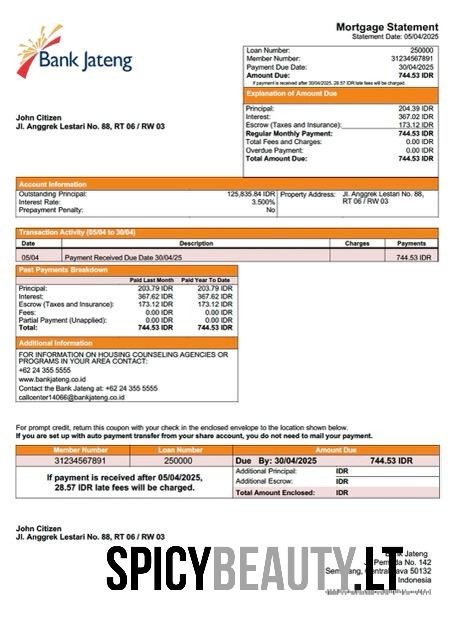 Mortgage Statement
Statement Date: 05/04/2025
Bank Jateng
Loan Number: 250000
Member Number: 31234567891
Payment Due Date: 30/04/2025
Amount Due: 744.53 IDR
If payment is received after 30/04/2025, 28.57 IDR late fees will be charged.
Explanation of Amount Due
Principal: 204.39 IDR
Interest: 367.02 IDR
Escrow (Taxes and Insurance): 173.12 IDR
Regular Monthly Payment: 744.53 IDR
Total Fees and Charges: 0.00 IDR
Overdue Payment: 0.00 IDR
Total Amount Due: 744.53 IDR
John Citizen
Jl. Anggrek Lestari No. 88, RT 06 / RW 03
Account Information
Outstanding Principal: 125,835.84 IDR
Interest Rate: 3.500%
Prepayment Penalty: No
Property Address: Jl. Anggrek Lestari No. 88,
RT 06 / RW 03
Transaction Activity (05/04 to 30/04)
Date Description Charges Payments
05/04 Payment Received Due Date 30/04/25 744.53 IDR
Past Payments Breakdown
Paid Last Month Paid Year To Date
Principal: 203.79 IDR 203.79 IDR
Interest: 367.62 IDR 367.62 IDR
Escrow (Taxes and Insurance): 173.12 IDR 173.12 IDR
Fees: 0.00 IDR 0.00 IDR
Partial Payment (Unapplied): 0.00 IDR 0.00 IDR
Total: 744.53 IDR 744.53 IDR
Additional Information
FOR INFORMATION ON HOUSING COUNSELING AGENCIES OR
PROGRAMS IN YOUR AREA CONTACT:
+62 24 355 5555
www.bankjateng.co.id
Contact the Bank Jateng at: +62 24 355 5555
callcenter14066@bankjateng.co.id
For prompt credit, return this coupon with your check in the enclosed envelope to the location shown below.
If you are set up with auto payment transfer from your share account, you do not need to mail your payment.
Member Number Loan Number Amount Due
31234567891 250000 Due By: 30/04/2025 744.53 IDR
If payment is received after 05/04/2025,
28.57 IDR late fees will be charged.
Additional Principal: IDR
Additional Escrow: IDR
Total Amount Enclosed: IDR
John Citizen
Jl. Anggrek Lestari No. 88, RT 06 / RW 03
Jateng
No. 142
Java 50132
Indonesia
SPICYBEAUTY.LT